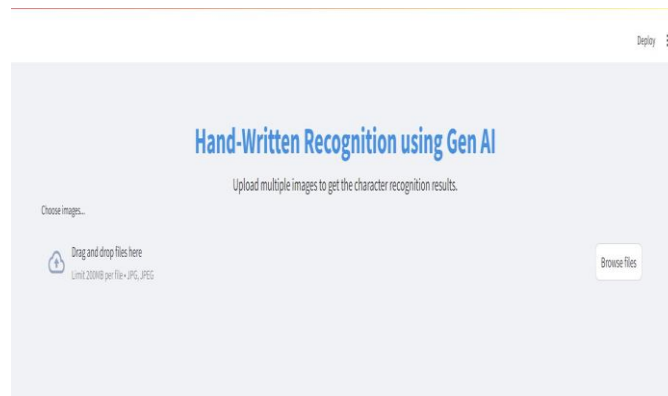 Deploy
Hand-Written Recognition using Gen AI
Upload multiple images to get the character recognition results.
Choose images...
Drag and drop files here
Limit 200MB per file • JPG, JPEG
Browse files